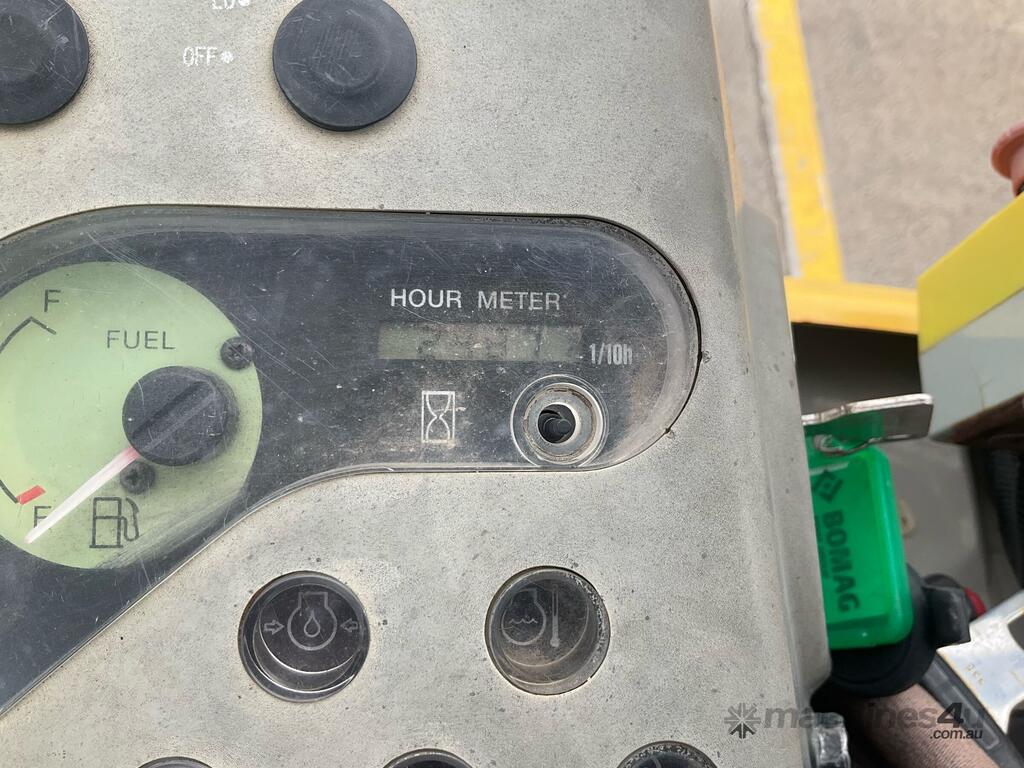 OFF
F
FUEL
HOUR METER
1/10h
E
BOMAG
machines4u
.com.au